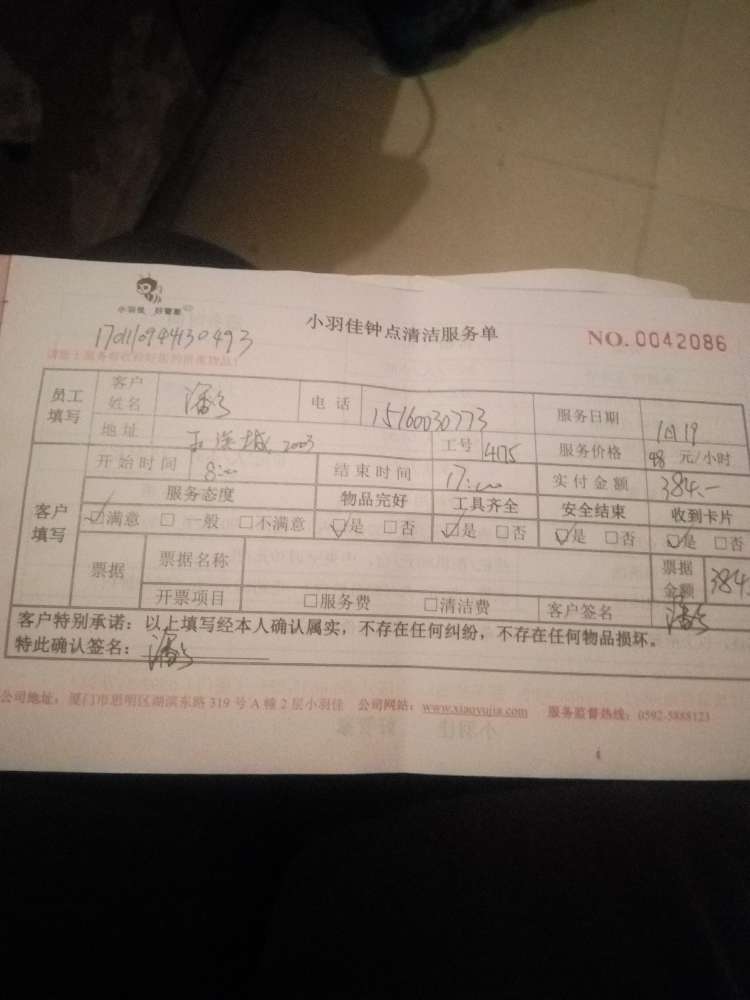 小羽佳 好管家
小羽佳钟点清洁服务单
NO.0042086
170110944130493
员工填写 客户姓名 潘 电话 15160030773 服务日期 1月19
地址 2003 工号 4175 服务价格 48 元/小时
客户填写 开始时间 8:00 结束时间 17:00 实付金额 384.-
服务态度 物品完好 工具齐全 安全结束 收到卡片
☑满意 □一般 □不满意 ☑是 □否 ☑是 □否 ☑是 □否 ☑是 □否
票据 票据名称 票据金额 384.
开票项目 □服务费 □清洁费 客户签名 潘
客户特别承诺：以上填写经本人确认属实，不存在任何纠纷，不存在任何物品损坏。
特此确认签名：潘
公司地址：厦门市思明区湖滨东路 319 号 A 幢 2 层小羽佳 公司网站：www.xiaoyujia.com 服务监督热线：0592-5888123